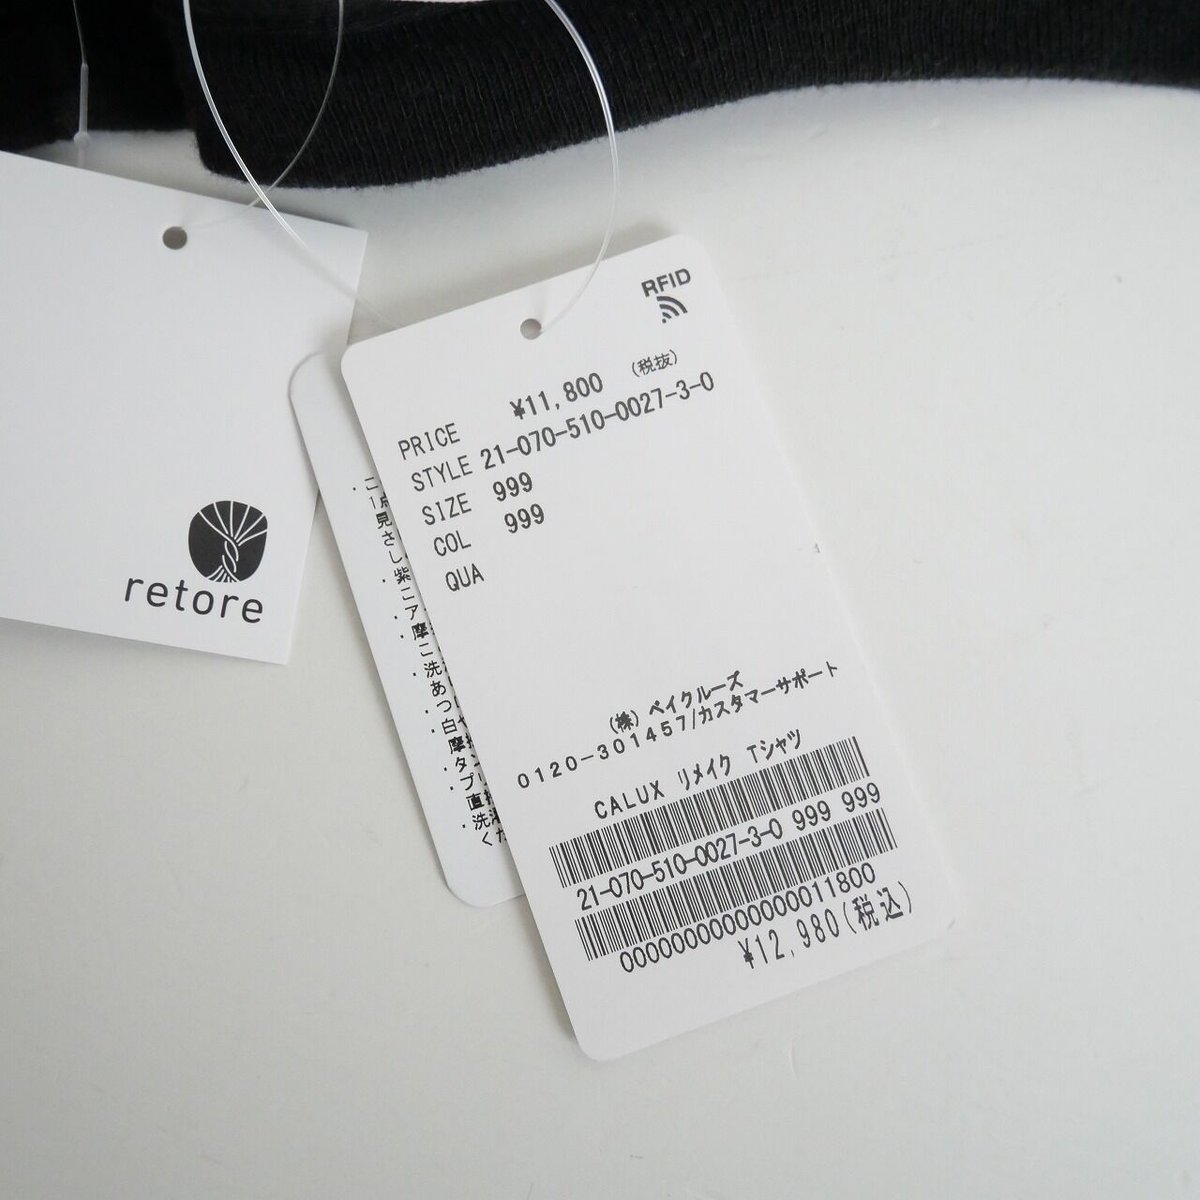 RFID
PRICE ¥11,800 (税抜)
STYLE 21-070-510-0027-3-0
SIZE 999
COL 999
QUA
(株) ベイクルーズ
0120-301457/カスタマーサポート
CALUX リメイク Tシャツ
21-070-510-0027-3-0 999 999
0000000000000011800
¥12,980(税込)
retore